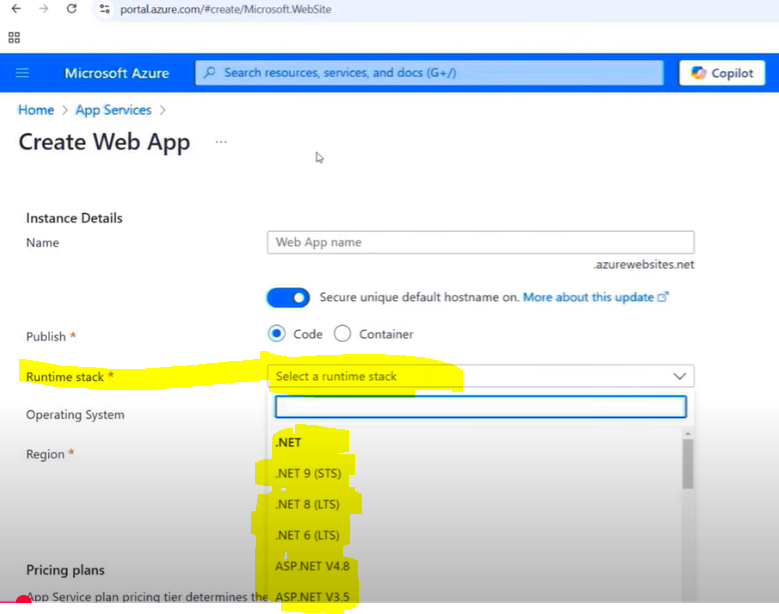 portal.azure.com/#create/Microsoft.WebSite
Microsoft Azure
Search resources, services, and docs (G+/)
Copilot
Home > App Services >
Create Web App ...
Instance Details
Name
Web App name
.azurewebsites.net
Secure unique default hostname on. More about this update
Publish *
Code
Container
Runtime stack *
Select a runtime stack
Operating System
Region *
.NET
.NET 9 (STS)
.NET 8 (LTS)
.NET 6 (LTS)
ASP.NET V4.8
Pricing plans
App Service plan pricing tier determines the
ASP.NET V3.5